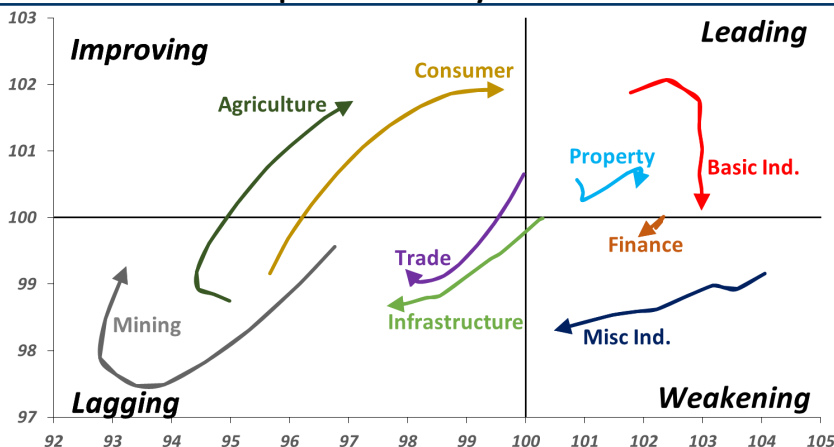 103
Improving
Leading
102
Consumer
Agriculture
101
Property
Basic Ind.
100
Finance
Trade
99
Mining
Infrastructure
Misc Ind.
98
Lagging
Weakening
97
92 93 94 95 96 97 98 99 100 101 102 103 104 105